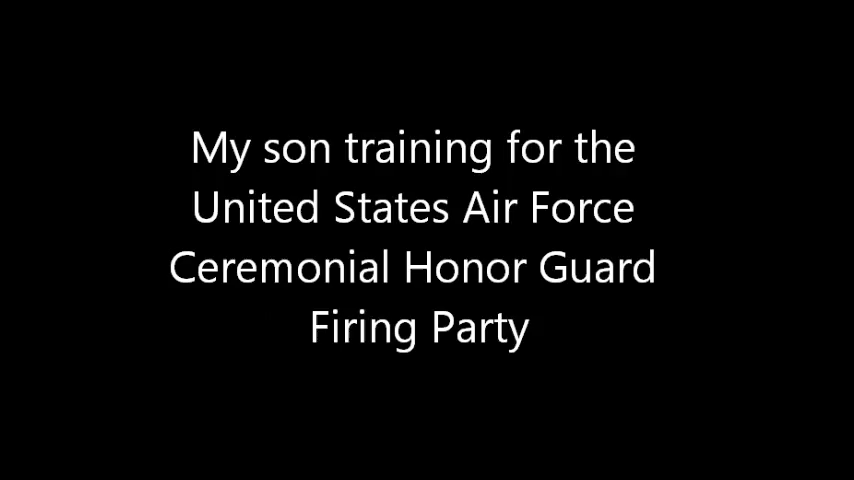 My son training for the
United States Air Force
Ceremonial Honor Guard
Firing Party